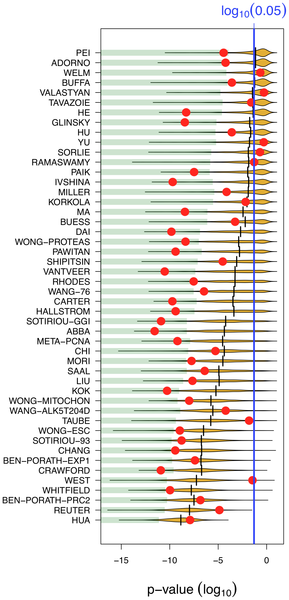 log10(0.05)
PEI
ADORNO
WELM
BUFFA
VALASTYAN
TAVAZOIE
HE
GLINSKY
HU
YU
SORLIE
RAMASWAMY
PAIK
IVSHINA
MILLER
KORKOLA
MA
BUESS
DAI
WONG-PROTEAS
PAWITAN
SHIPITSIN
VANTVEER
RHODES
WANG-76
CARTER
HALLSTROM
SOTIRIOU-GGI
ABBA
META-PCNA
CHI
MORI
SAAL
LIU
KOK
WONG-MITOCHON
WANG-ALK5T204D
TAUBE
WONG-ESC
SOTIRIOU-93
CHANG
BEN-PORATH-EXP1
CRAWFORD
WEST
WHITFIELD
BEN-PORATH-PRC2
REUTER
HUA
−15 −10 −5 0
p-value (log10)